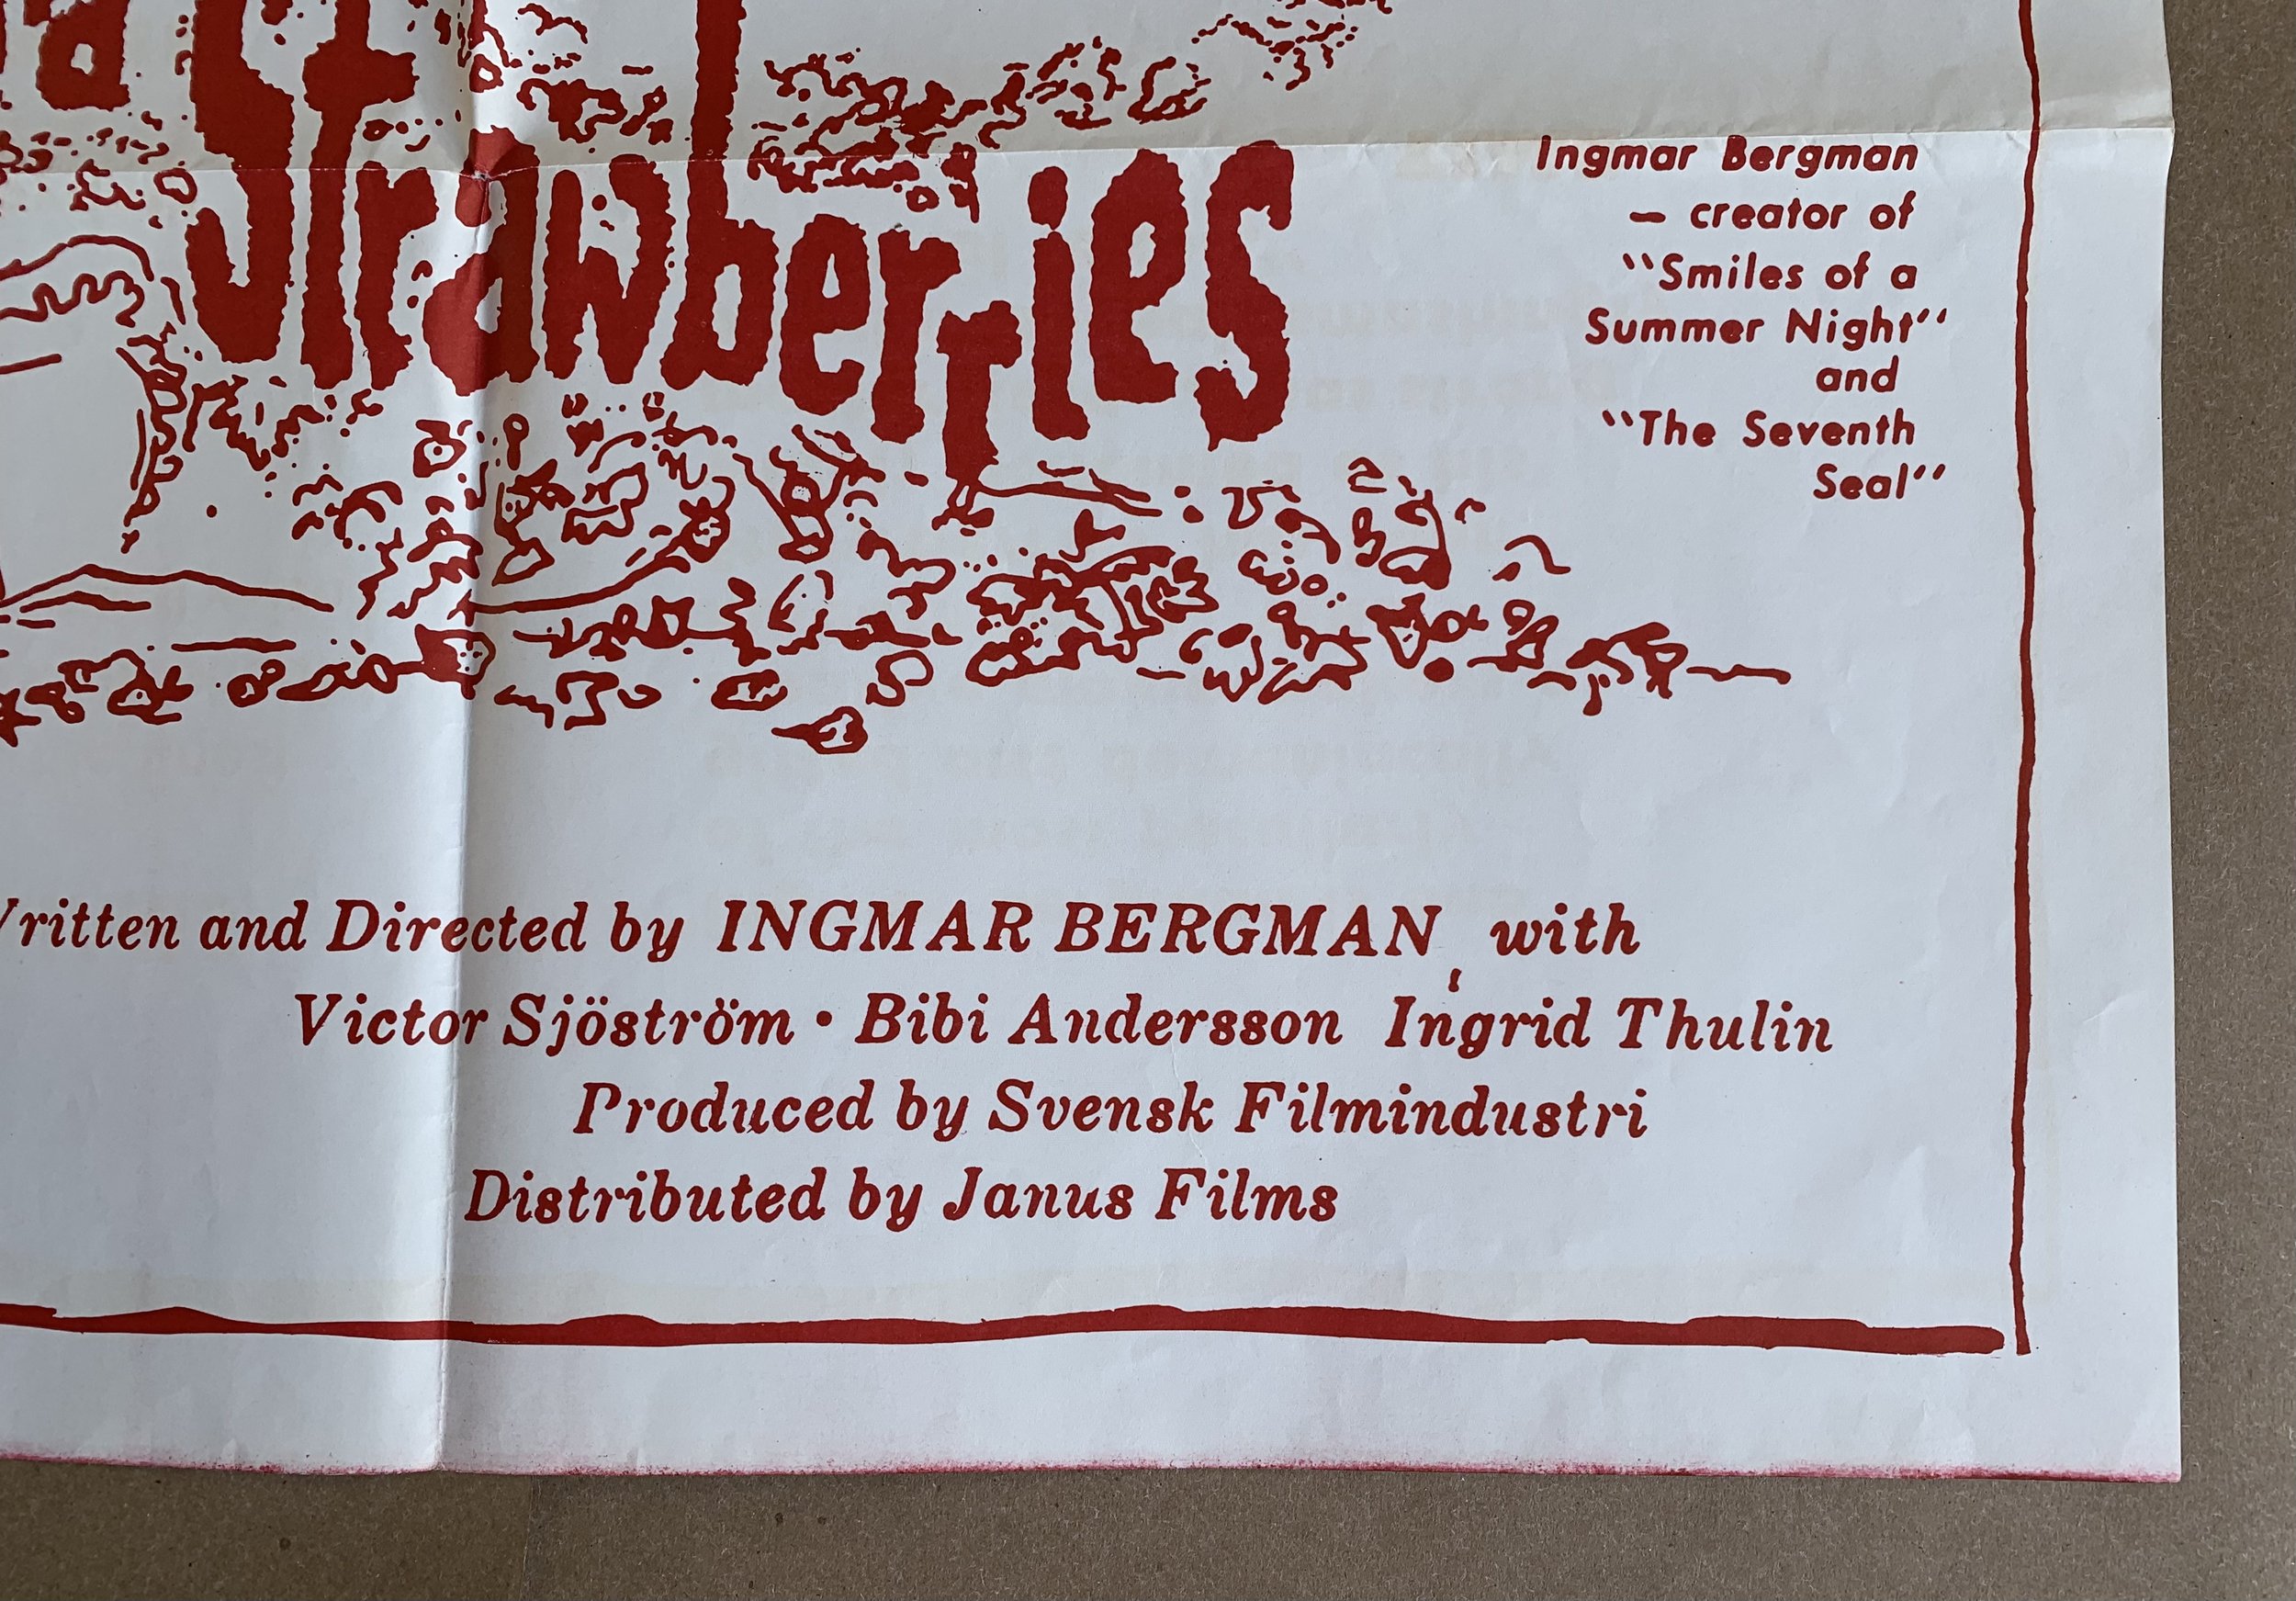 Strawberries
Ingmar Bergman
— creator of
"Smiles of a
Summer Night"
and
"The Seventh
Seal"
Written and Directed by INGMAR BERGMAN, with
Victor Sjöström • Bibi Andersson Ingrid Thulin
Produced by Svensk Filmindustri
Distributed by Janus Films